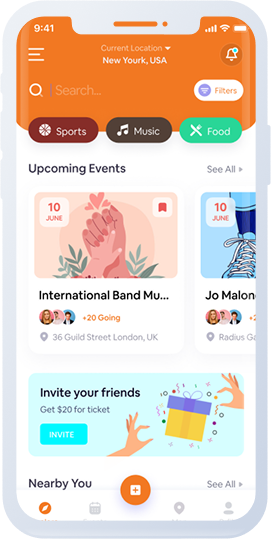 9:41
Current Location
New Yourk, USA
Search...
Filters
Sports
Music
Food
Upcoming Events
See All
10
JUNE
10
JUNE
International Band Mu...
Jo Malon
+20 Going
36 Guild Street London, UK
Radius Ga
Invite your friends
Get $20 for ticket
INVITE
Nearby You
See All